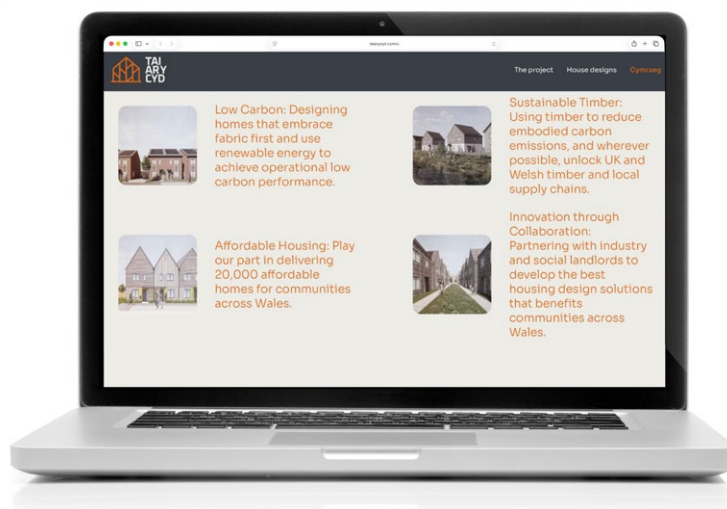 taiarycyd.cymru
TAI
ARY
CYD
The project House designs Cymraeg
Low Carbon: Designing
homes that embrace
fabric first and use
renewable energy to
achieve operational low
carbon performance.
Sustainable Timber:
Using timber to reduce
embodied carbon
emissions, and wherever
possible, unlock UK and
Welsh timber and local
supply chains.
Affordable Housing: Play
our part in delivering
20,000 affordable
homes for communities
across Wales.
Innovation through
Collaboration:
Partnering with industry
and social landlords to
develop the best
housing design solutions
that benefits
communities across
Wales.